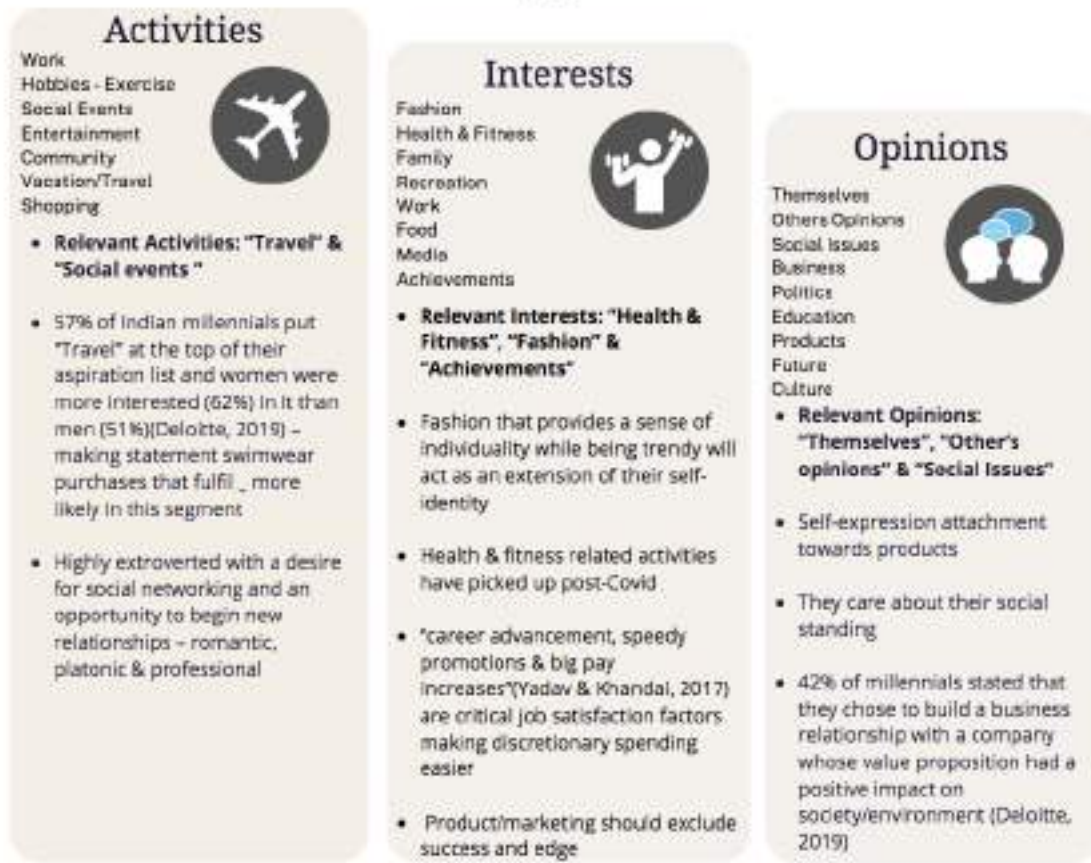 Activities
Work
Hobbies - Exercise
Social Events
Entertainment
Community
Vacation/Travel
Shopping
• Relevant Activities: "Travel" &
"Social events "
• 57% of Indian millennials put
"Travel" at the top of their
aspiration list and women were
more interested (62%) in it than
men (51%)(Deloitte, 2019) –
making statement swimwear
purchases that fulfil _ more
likely in this segment
• Highly extroverted with a desire
for social networking and an
opportunity to begin new
relationships – romantic,
platonic & professional
Interests
Fashion
Health & Fitness
Family
Recreation
Work
Food
Media
Achievements
• Relevant Interests: "Health &
Fitness", "Fashion" &
"Achievements"
• Fashion that provides a sense of
individuality while being trendy will
act as an extension of their self-
identity
• Health & fitness related activities
have picked up post-Covid
• "career advancement, speedy
promotions & big pay
increases"(Yadav & Khandai, 2017)
are critical job satisfaction factors
making discretionary spending
easier
• Product/marketing should exclude
success and edge
Opinions
Themselves
Others Opinions
Social Issues
Business
Politics
Education
Products
Future
Culture
• Relevant Opinions:
"Themselves", "Other's
opinions" & "Social Issues"
• Self-expression attachment
towards products
• They care about their social
standing
• 42% of millennials stated that
they chose to build a business
relationship with a company
whose value proposition had a
positive impact on
society/environment (Deloitte,
2019)